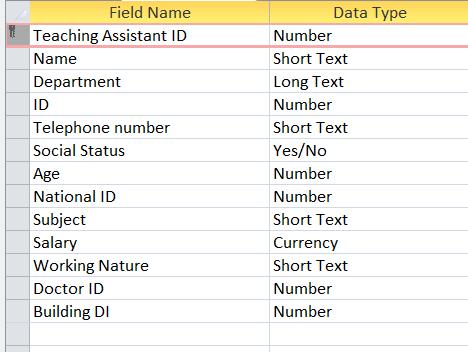 Field Name Data Type
Teaching Assistant ID Number
Name Short Text
Department Long Text
ID Number
Telephone number Short Text
Social Status Yes/No
Age Number
National ID Number
Subject Short Text
Salary Currency
Working Nature Short Text
Doctor ID Number
Building DI Number